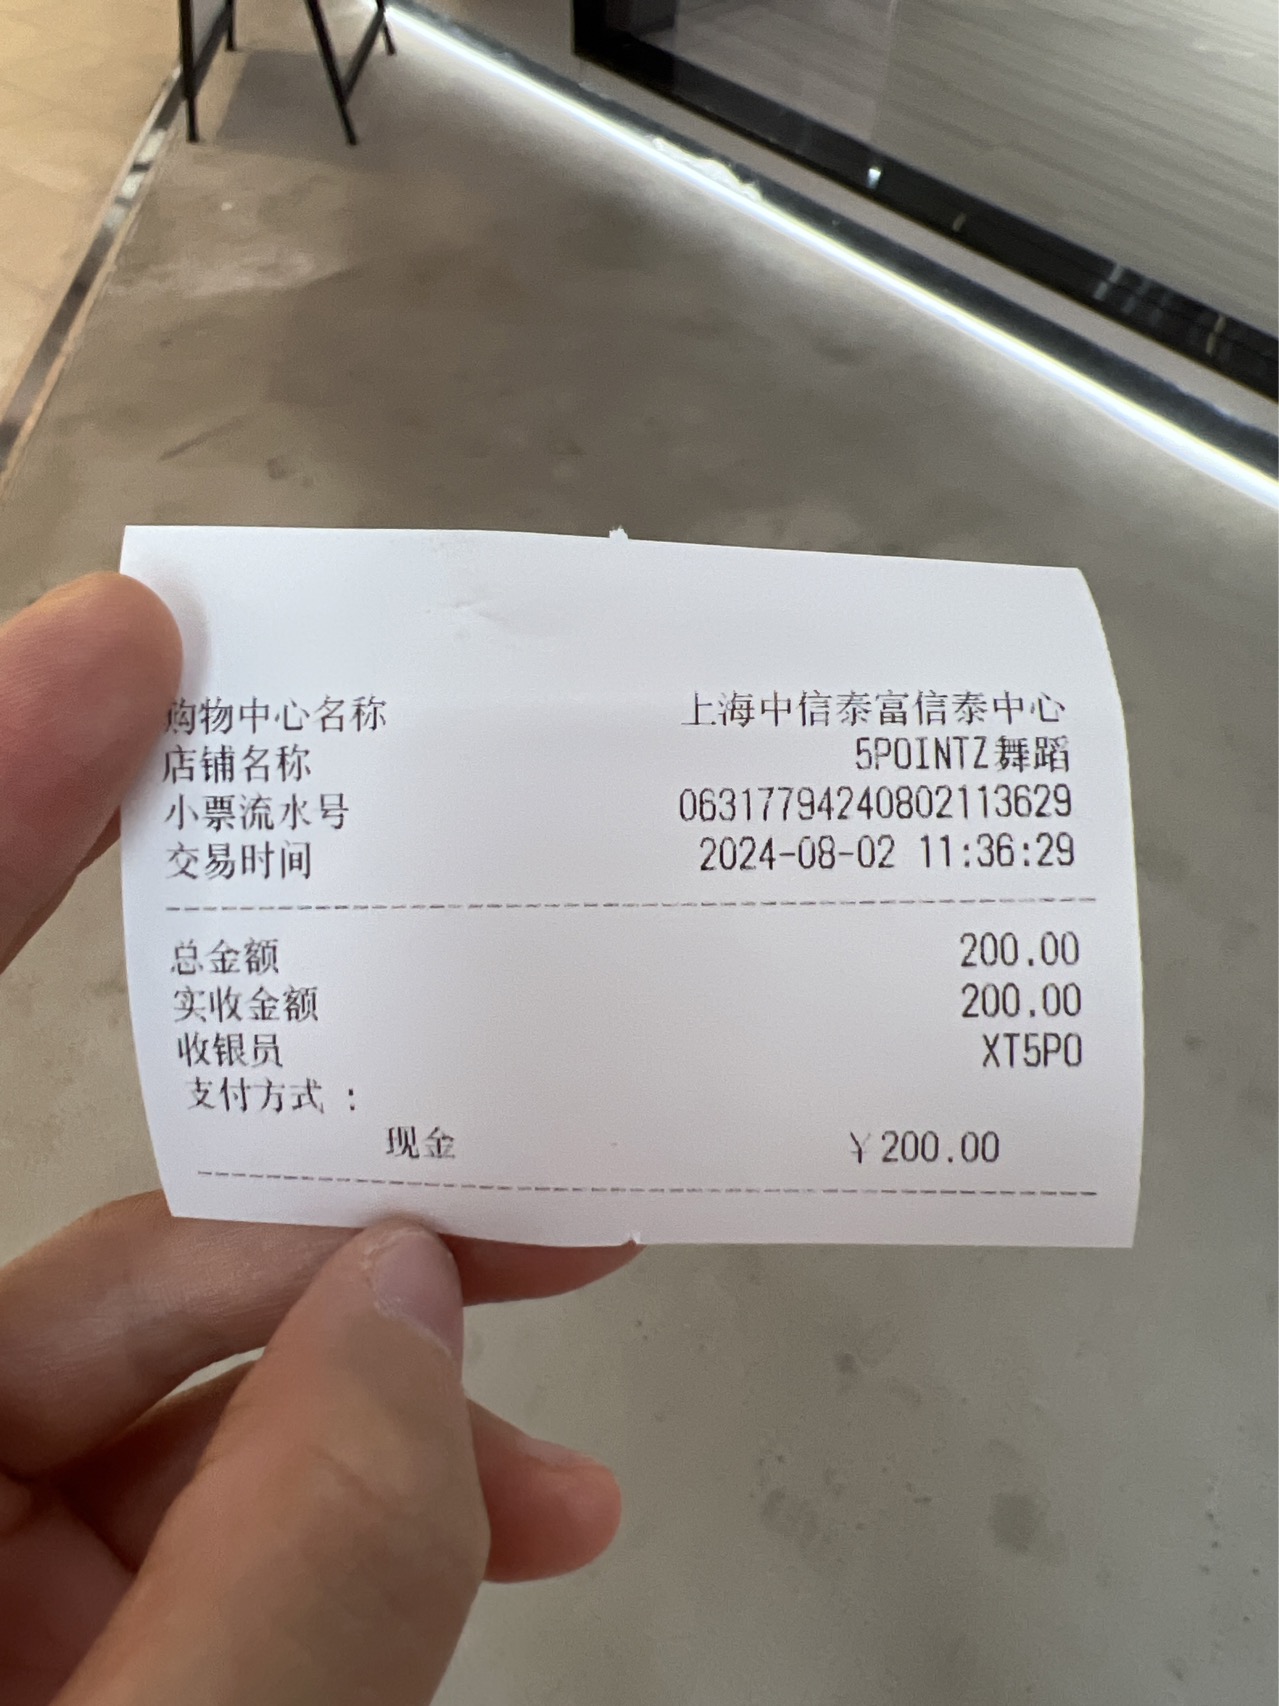 购物中心名称 上海中信泰富信泰中心
店铺名称 5POINTZ舞蹈
小票流水号 06317794240802113629
交易时间 2024-08-02 11:36:29
总金额 200.00
实收金额 200.00
收银员 XT5PO
支付方式：
现金 ￥200.00